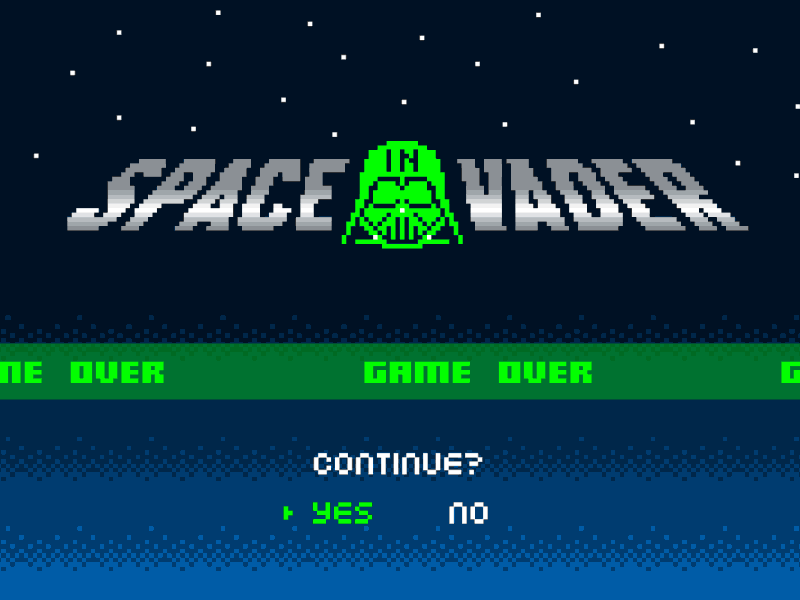 SPACE IN VADER
ME OVER GAME OVER G
CONTINUE?
YES NO